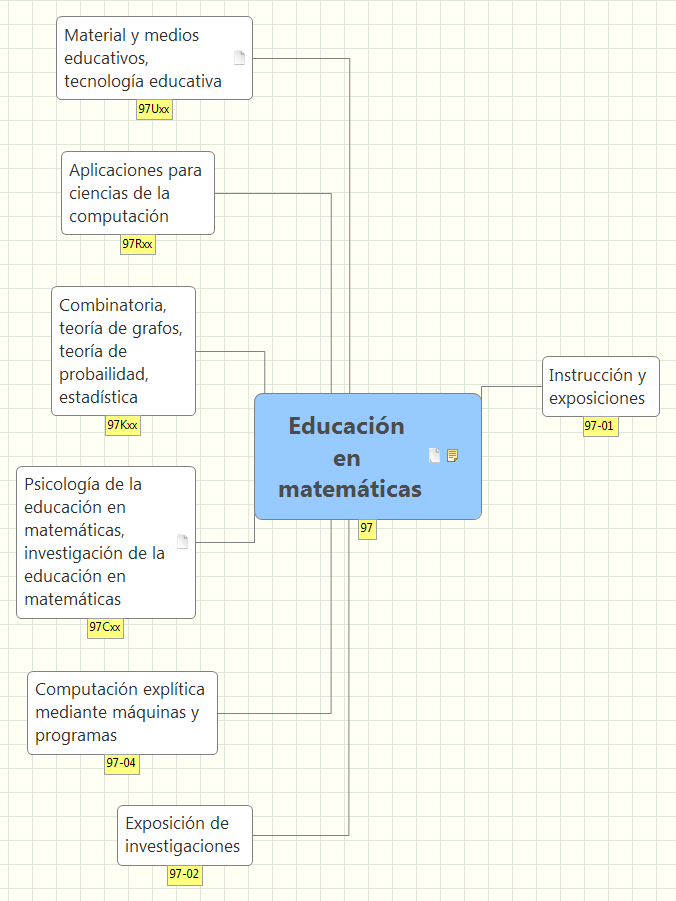 Material y medios
educativos,
tecnología educativa
97Uxx
Aplicaciones para
ciencias de la
computación
97Rxx
Combinatoria,
teoría de grafos,
teoría de
probailidad,
estadística
97Kxx
Psicología de la
educación en
matemáticas,
investigación de la
educación en
matemáticas
97Cxx
Computación explítica
mediante máquinas y
programas
97-04
Exposición de
investigaciones
97-02
Educación
en
matemáticas
97
Instrucción y
exposiciones
97-01